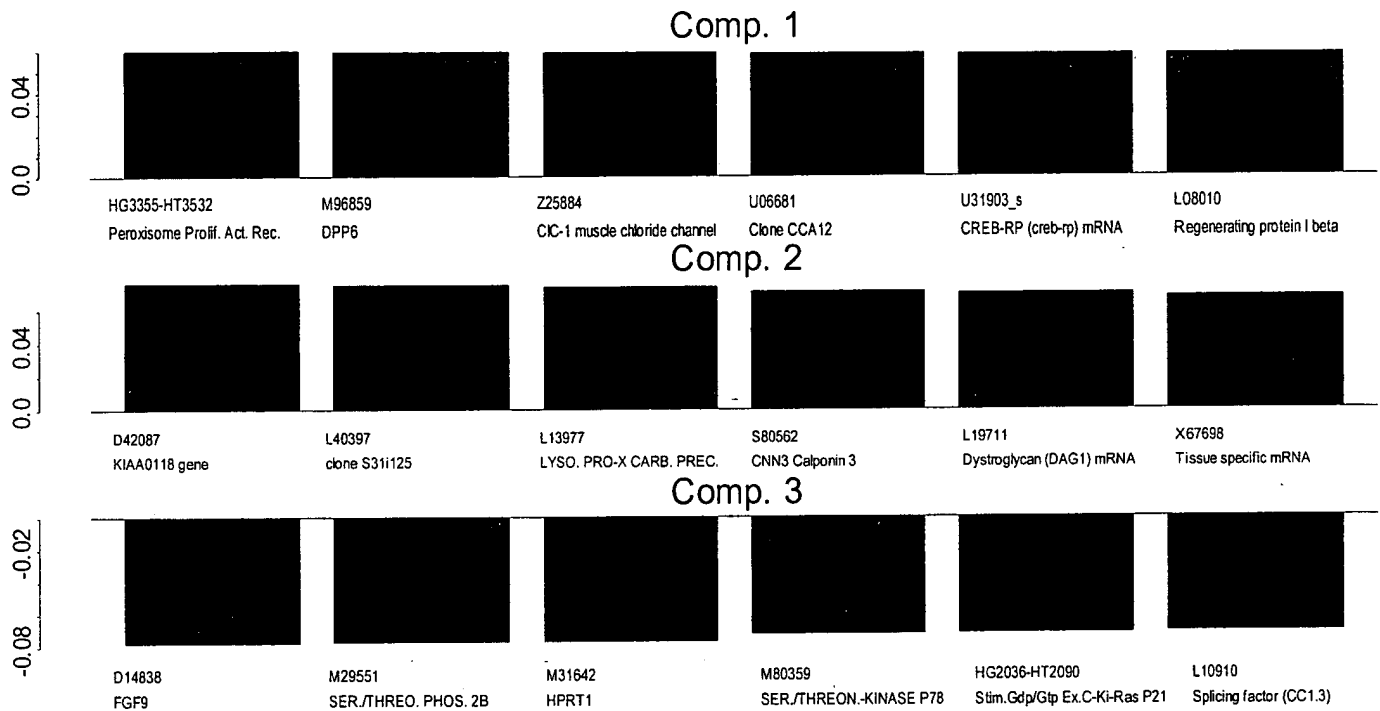 Comp. 1
0.04
0.0
HG3355-HT3532 M96859 Z25884 U06681 U31903_s L08010
Peroxisome Prolif. Act. Rec. DPP6 ClC-1 muscle chloride channel Clone CCA12 CREB-RP (creb-rp) mRNA Regenerating protein I beta
Comp. 2
0.04
0.0
D42087 L40397 L13977 S80562 L19711 X67698
KIAA0118 gene clone S31i125 LYSO. PRO-X CARB. PREC. CNN3 Calponin 3 Dystroglycan (DAG1) mRNA Tissue specific mRNA
Comp. 3
-0.02
-0.08
D14838 M29551 M31642 M80359 HG2036-HT2090 L10910
FGF9 SER./THREO. PHOS. 2B HPRT1 SER./THREON.-KINASE P78 Stim.Gdp/Gtp Ex.C-Ki-Ras P21 Splicing factor (CC1.3)